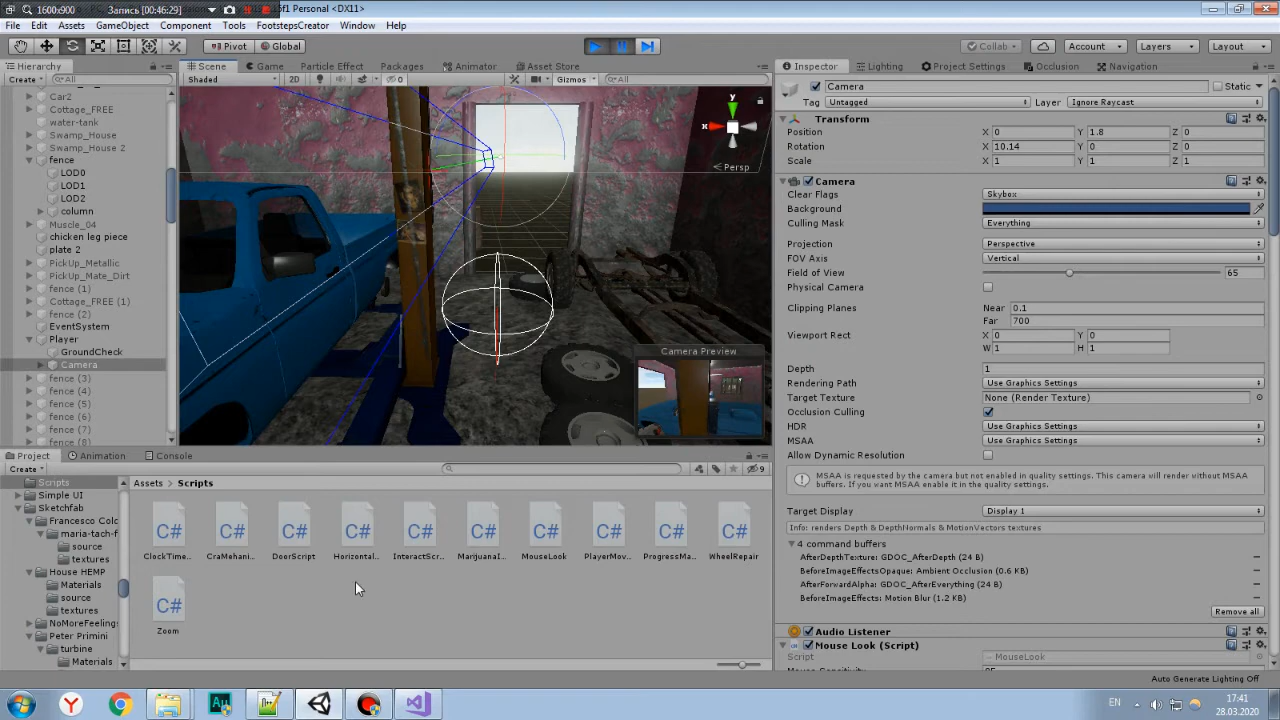 1600x900 Запись [00:46:29] 5f1 Personal <DX11>
File Edit Assets GameObject Component Tools FootstepsCreator Window Help
Pivot Global Collab Account Layers Layout
Hierarchy Scene Game Particle Effect Packages Animator Asset Store Inspector Lighting Project Settings Occlusion Navigation
Create All Shaded 2D 0 Gizmos All
Camera Static
Tag Untagged Layer Ignore Raycast
Car2
Cottage_FREE
water-tank
Swamp_House
Swamp_House 2
fence
LOD0
LOD1
LOD2
column
Muscle_04
chicken leg piece
plate 2
PickUp_Metallic
PickUp_Mate_Dirt
fence (1)
Cottage_FREE (1)
fence (2)
EventSystem
Player
GroundCheck
Camera
fence (3)
fence (4)
fence (5)
fence (6)
fence (7)
fence (8)
y
x
Persp
Camera Preview
Transform
Position X 0 Y 1.8 Z 0
Rotation X 10.14 Y 0 Z 0
Scale X 1 Y 1 Z 1
Camera
Clear Flags Skybox
Background
Culling Mask Everything
Projection Perspective
FOV Axis Vertical
Field of View 65
Physical Camera
Clipping Planes Near 0.1
Far 700
Viewport Rect X 0 Y 0
W 1 H 1
Depth 1
Rendering Path Use Graphics Settings
Target Texture None (Render Texture)
Occlusion Culling
HDR Use Graphics Settings
MSAA Use Graphics Settings
Allow Dynamic Resolution
MSAA is requested by the camera but not enabled in quality settings. This camera will render without MSAA
buffers. If you want MSAA enable it in the quality settings.
Target Display Display 1
Info: renders Depth & DepthNormals & MotionVectors textures
4 command buffers
AfterDepthTexture: GDOC_AfterDepth (24 B)
BeforeImageEffectsOpaque: Ambient Occlusion (0.6 KB)
AfterForwardAlpha: GDOC_AfterEverything (24 B)
BeforeImageEffects: Motion Blur (1.2 KB)
Remove all
Audio Listener
Mouse Look (Script)
Script MouseLook
Auto Generate Lighting Off
Project Animation Console
Create 9
Scripts
Simple UI
Sketchfab
Francesco Colc
maria-tach-f
source
textures
House HEMP
Materials
source
textures
NoMoreFeelings
Peter Primini
turbine
Materials
Assets Scripts
C# C# C# C# C# C# C# C# C# C#
ClockTime... CraMehani... DoorScript Horizontal... InteractScr... MarijuanaI... MouseLook PlayerMov... ProgressMa... WheelRepair
C#
Zoom
EN 17:41
28.03.2020